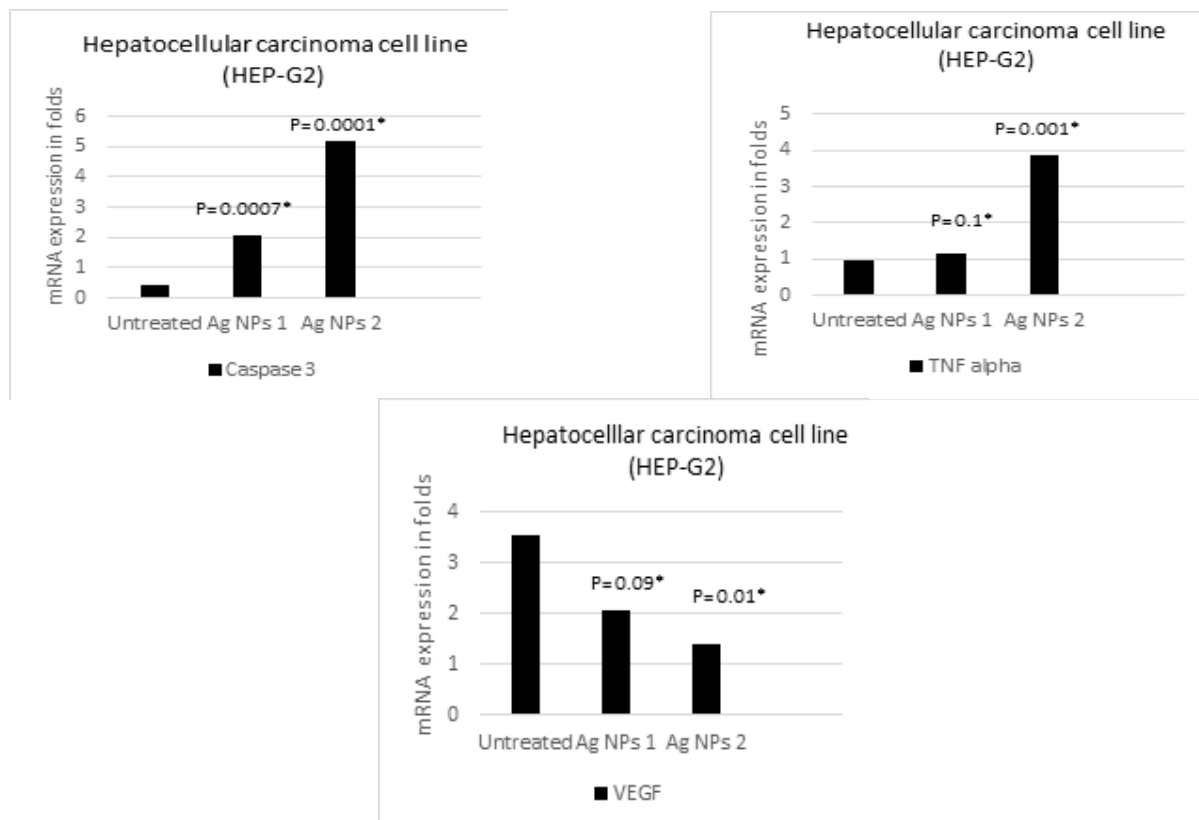 Hepatocellular carcinoma cell line
(HEP-G2)
mRNA expression in folds
6
5
4
3
2
1
0
P=0.0001*
P=0.0007*
Untreated Ag NPs 1 Ag NPs 2
Caspase 3
Hepatocellular carcinoma cell line
(HEP-G2)
mRNA expression in folds
5
4
3
2
1
0
P=0.001*
P=0.1*
Untreated Ag NPs 1 Ag NPs 2
TNF alpha
Hepatocelllar carcinoma cell line
(HEP-G2)
mRNA expression in folds
4
3
2
1
0
P=0.09*
P=0.01*
Untreated Ag NPs 1 Ag NPs 2
VEGF